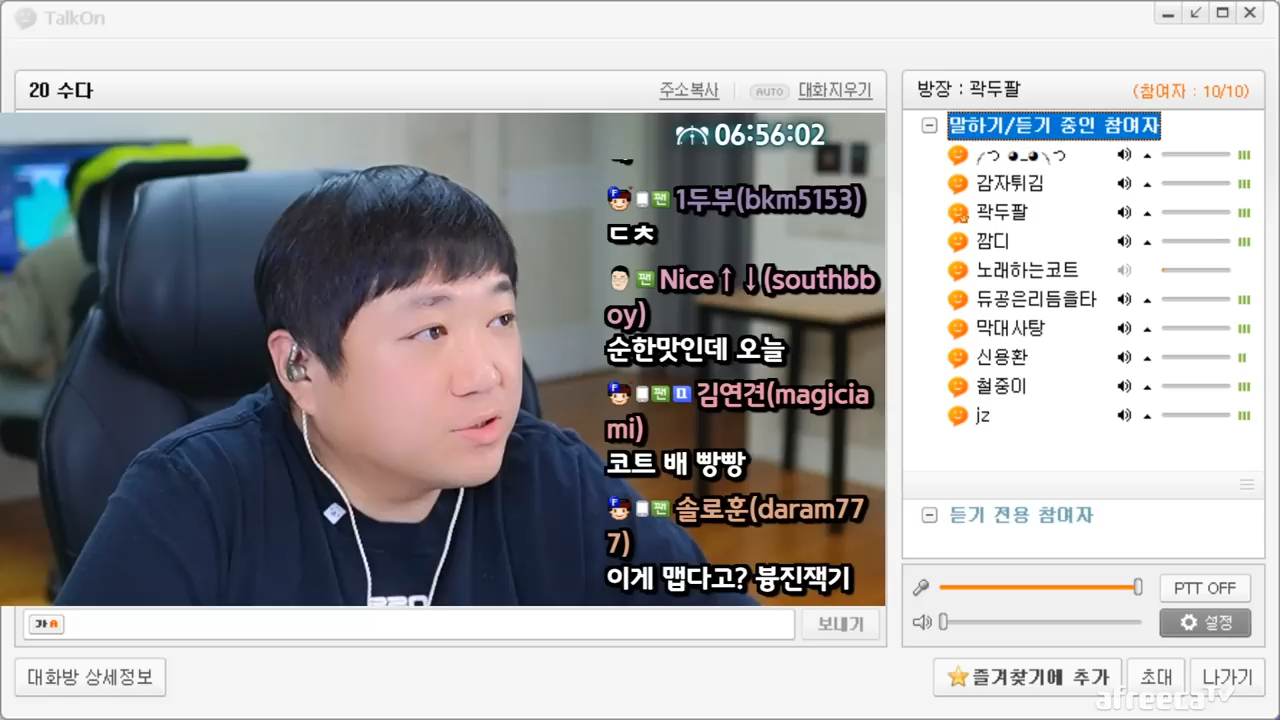 TalkOn
20 수다
주소복사
AUTO
대화지우기
06:56:02
F 팬 1두부(bkm5153)
ㄷㅊ
팬 Nice↑↓(southbb
oy)
순한맛인데 오늘
F 팬 김연견(magicia
mi)
코트 배 빵빵
F 팬 솔로훈(daram77
7)
이게 맵다고? 븅진잭기
가A
보내기
대화방 상세정보
방장 : 곽두팔
(참여자 : 10/10)
말하기/듣기 중인 참여자
감자튀김
곽두팔
깜디
노래하는코트
듀공은리듬을타
막대사탕
신용환
철중이
jz
듣기 전용 참여자
PTT OFF
설정
즐겨찾기에 추가
초대
나가기
afreecaTV